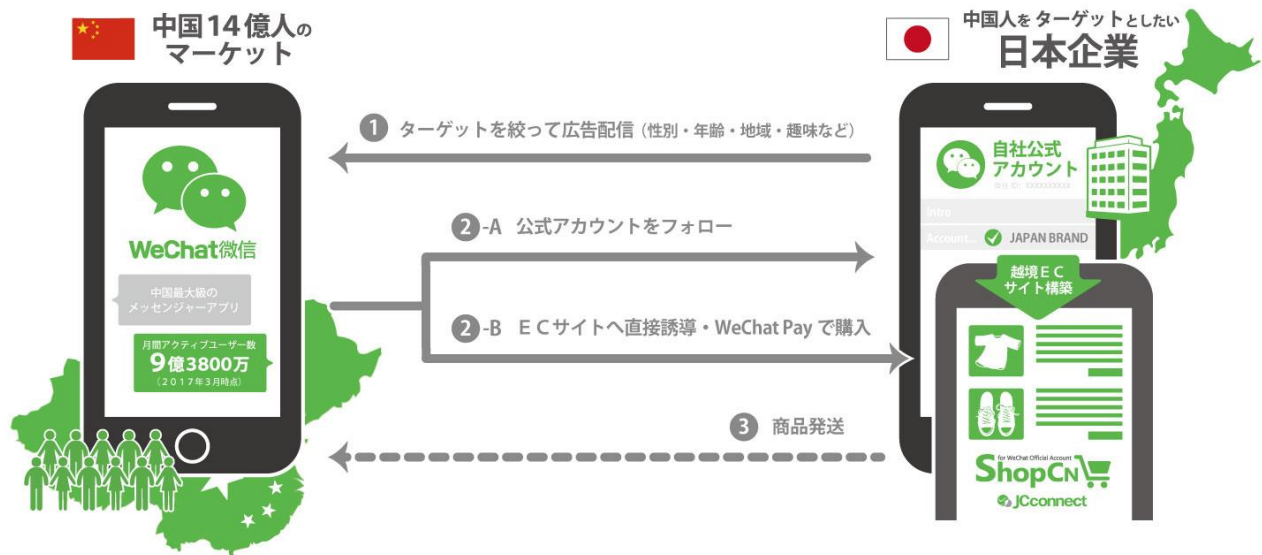 中国14億人の
マーケット
中国人をターゲットとしたい
日本企業
1 ターゲットを絞って広告配信（性別・年齢・地域・趣味など）
WeChat微信
中国最大級の
メッセンジャーアプリ
月間アクティブユーザー数
9億3800万
（2017年3月時点）
2-A 公式アカウントをフォロー
2-B ECサイトへ直接誘導・WeChat Payで購入
3 商品発送
自社公式
アカウント
Intro
Account... JAPAN BRAND
越境EC
サイト構築
for WeChat Official Account
ShopCN
JCconnect